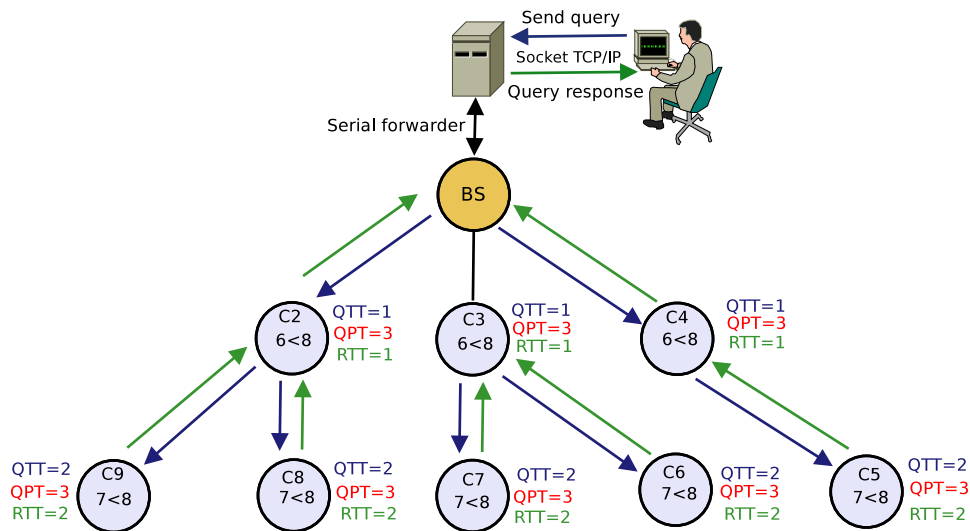 Send query
Socket TCP/IP
Query response
Serial forwarder
BS
C2
6<8
QTT=1
QPT=3
RTT=1
C3
6<8
QTT=1
QPT=3
RTT=1
C4
6<8
QTT=1
QPT=3
RTT=1
QTT=2
QPT=3
RTT=2
C9
7<8
C8
7<8
QTT=2
QPT=3
RTT=2
C7
7<8
QTT=2
QPT=3
RTT=2
C6
7<8
QTT=2
QPT=3
RTT=2
C5
7<8
QTT=2
QPT=3
RTT=2